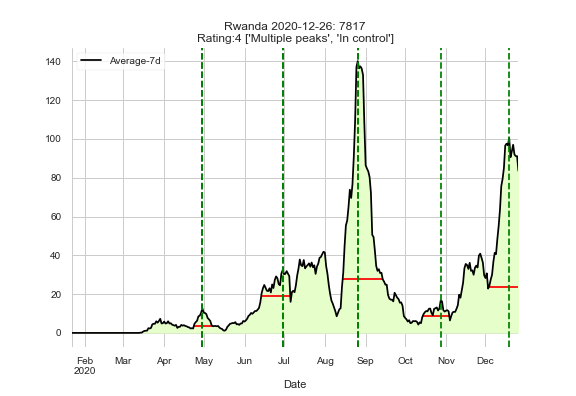 Rwanda 2020-12-26: 7817
Rating:4 ['Multiple peaks', 'In control']
Average-7d
140
120
100
80
60
40
20
0
Feb Mar Apr May Jun Jul Aug Sep Oct Nov Dec
2020
Date